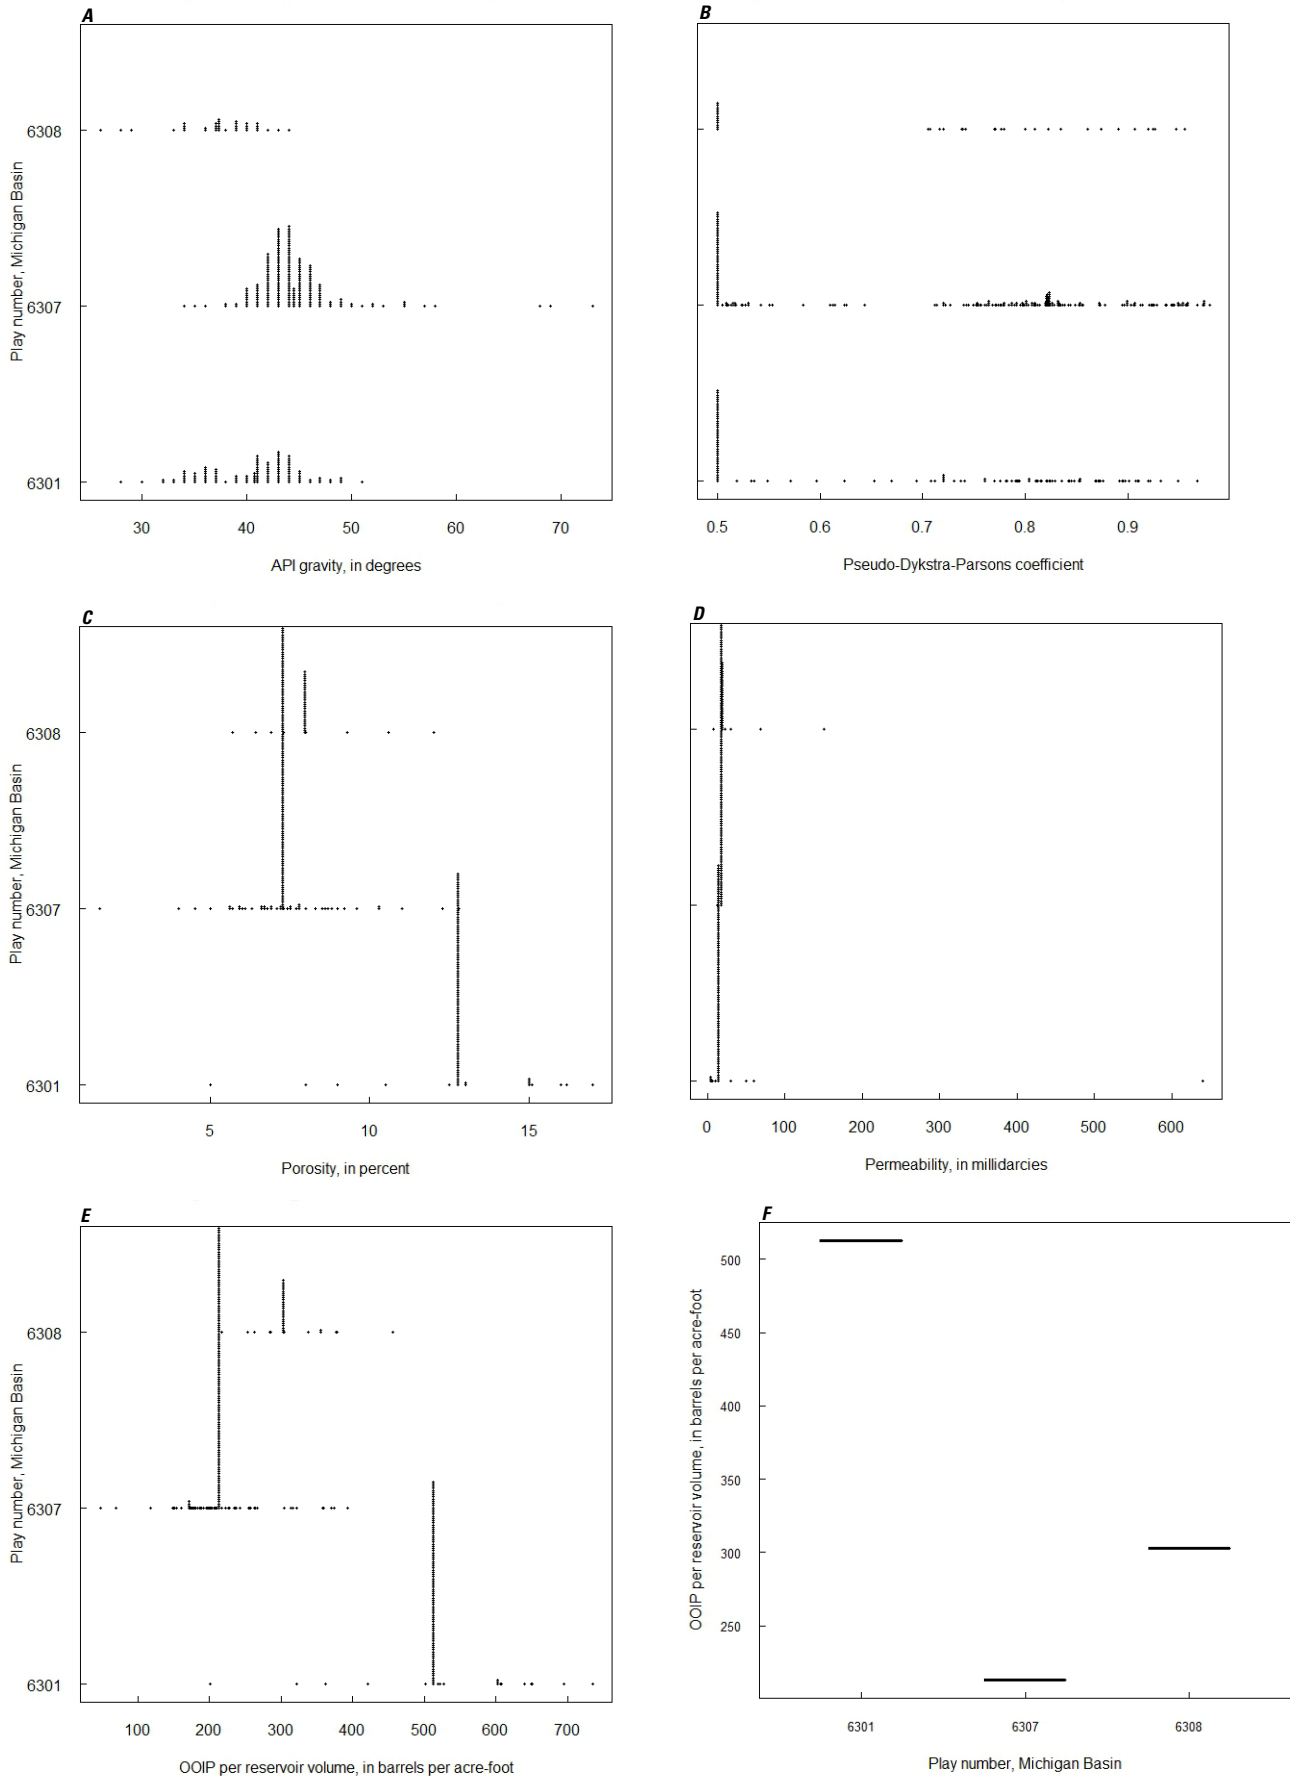 A
Play number, Michigan Basin
6308
6307
6301
30 40 50 60 70
API gravity, in degrees
B
0.5 0.6 0.7 0.8 0.9
Pseudo-Dykstra-Parsons coefficient
C
Play number, Michigan Basin
6308
6307
6301
5 10 15
Porosity, in percent
D
0 100 200 300 400 500 600
Permeability, in millidarcies
E
Play number, Michigan Basin
6308
6307
6301
100 200 300 400 500 600 700
OOIP per reservoir volume, in barrels per acre-foot
F
OOIP per reservoir volume, in barrels per acre-foot
500
450
400
350
300
250
6301 6307 6308
Play number, Michigan Basin